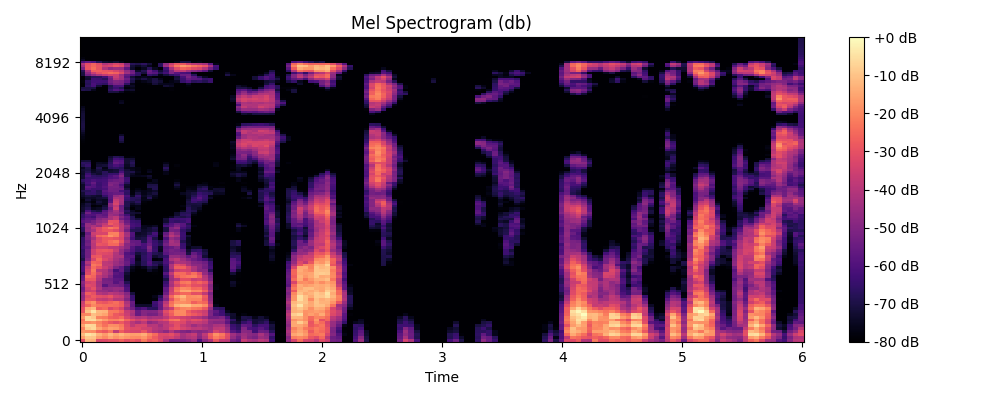 Mel Spectrogram (db)
8192
4096
2048
1024
512
0
Hz
0 1 2 3 4 5 6
Time
+0 dB
-10 dB
-20 dB
-30 dB
-40 dB
-50 dB
-60 dB
-70 dB
-80 dB